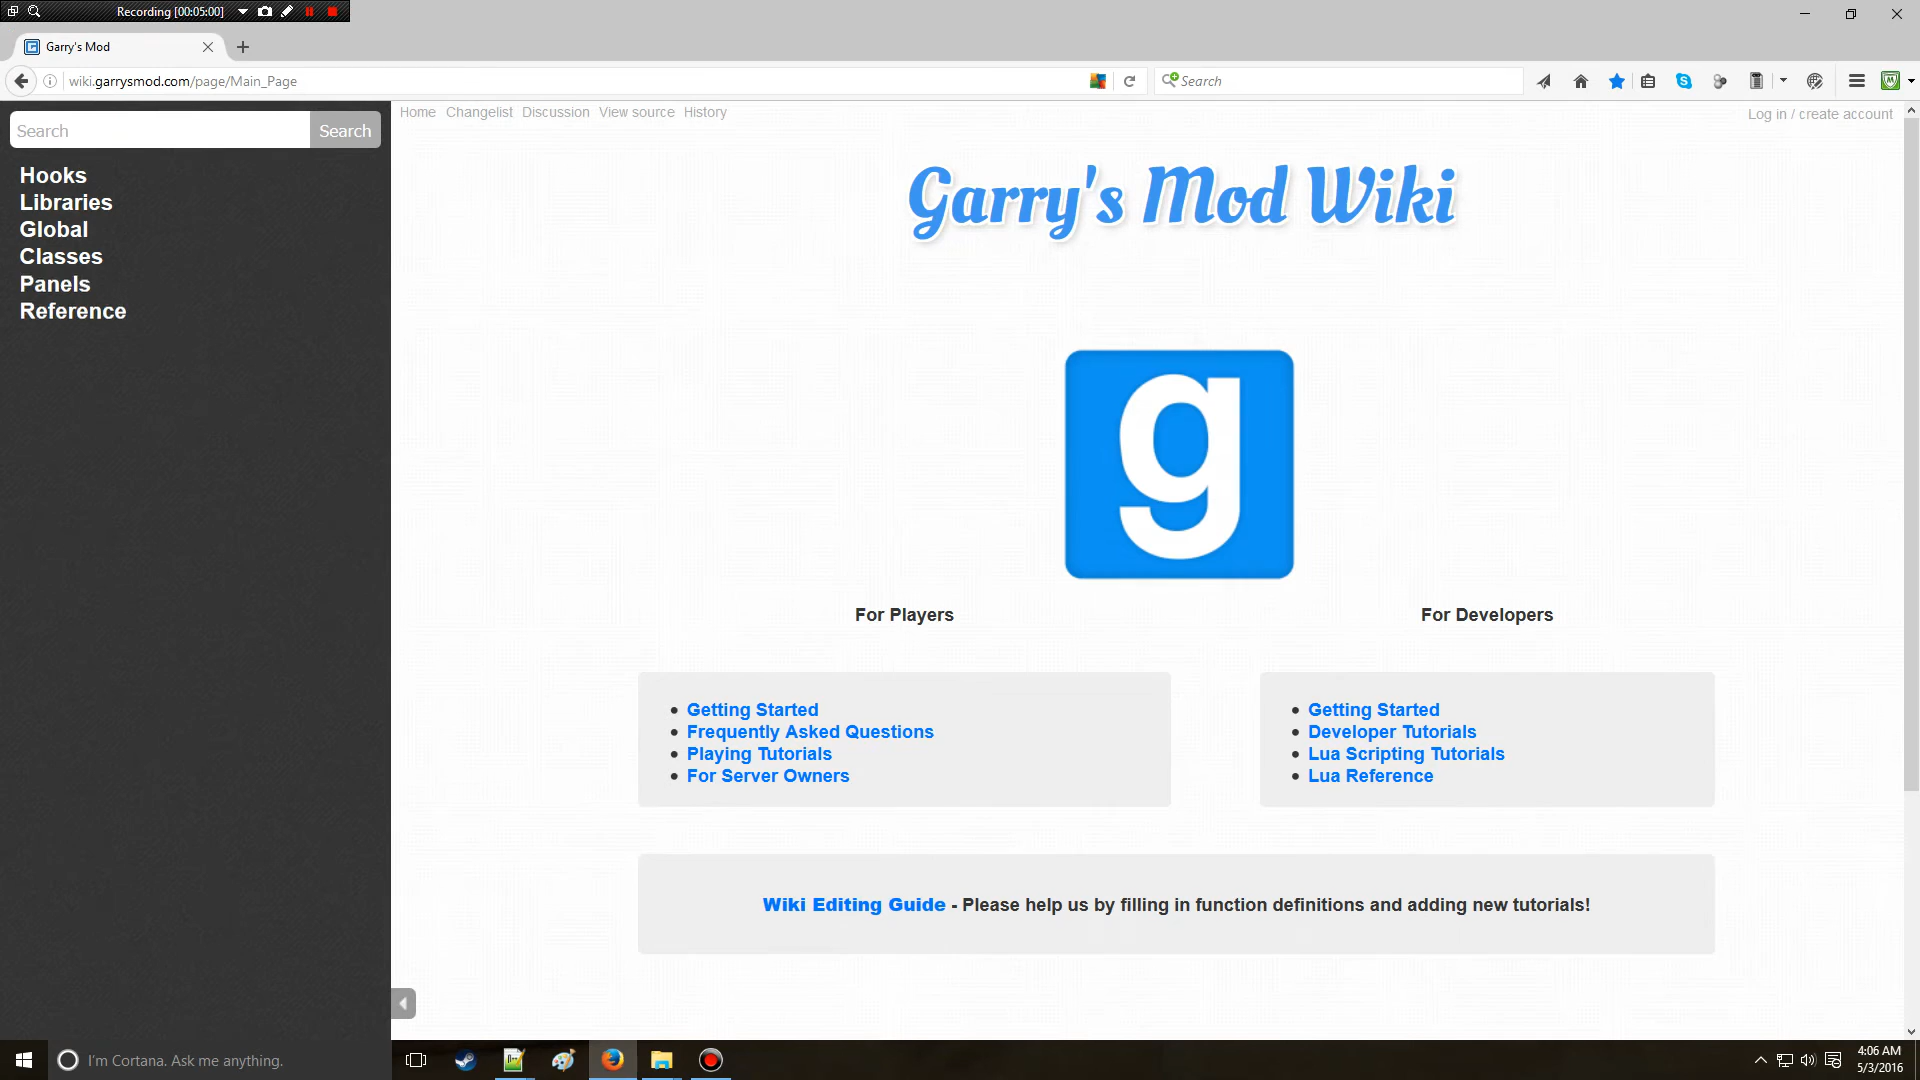 Recording [00:05:00]
Garry's Mod
wiki.garrysmod.com/page/Main_Page
Search
Search
Search
Home Changelist Discussion View source History
Log in / create account
Hooks
Libraries
Global
Classes
Panels
Reference
Garry's Mod Wiki
g
For Players
For Developers
Getting Started
Frequently Asked Questions
Playing Tutorials
For Server Owners
Getting Started
Developer Tutorials
Lua Scripting Tutorials
Lua Reference
Wiki Editing Guide - Please help us by filling in function definitions and adding new tutorials!
I'm Cortana. Ask me anything.
4:06 AM
5/3/2016